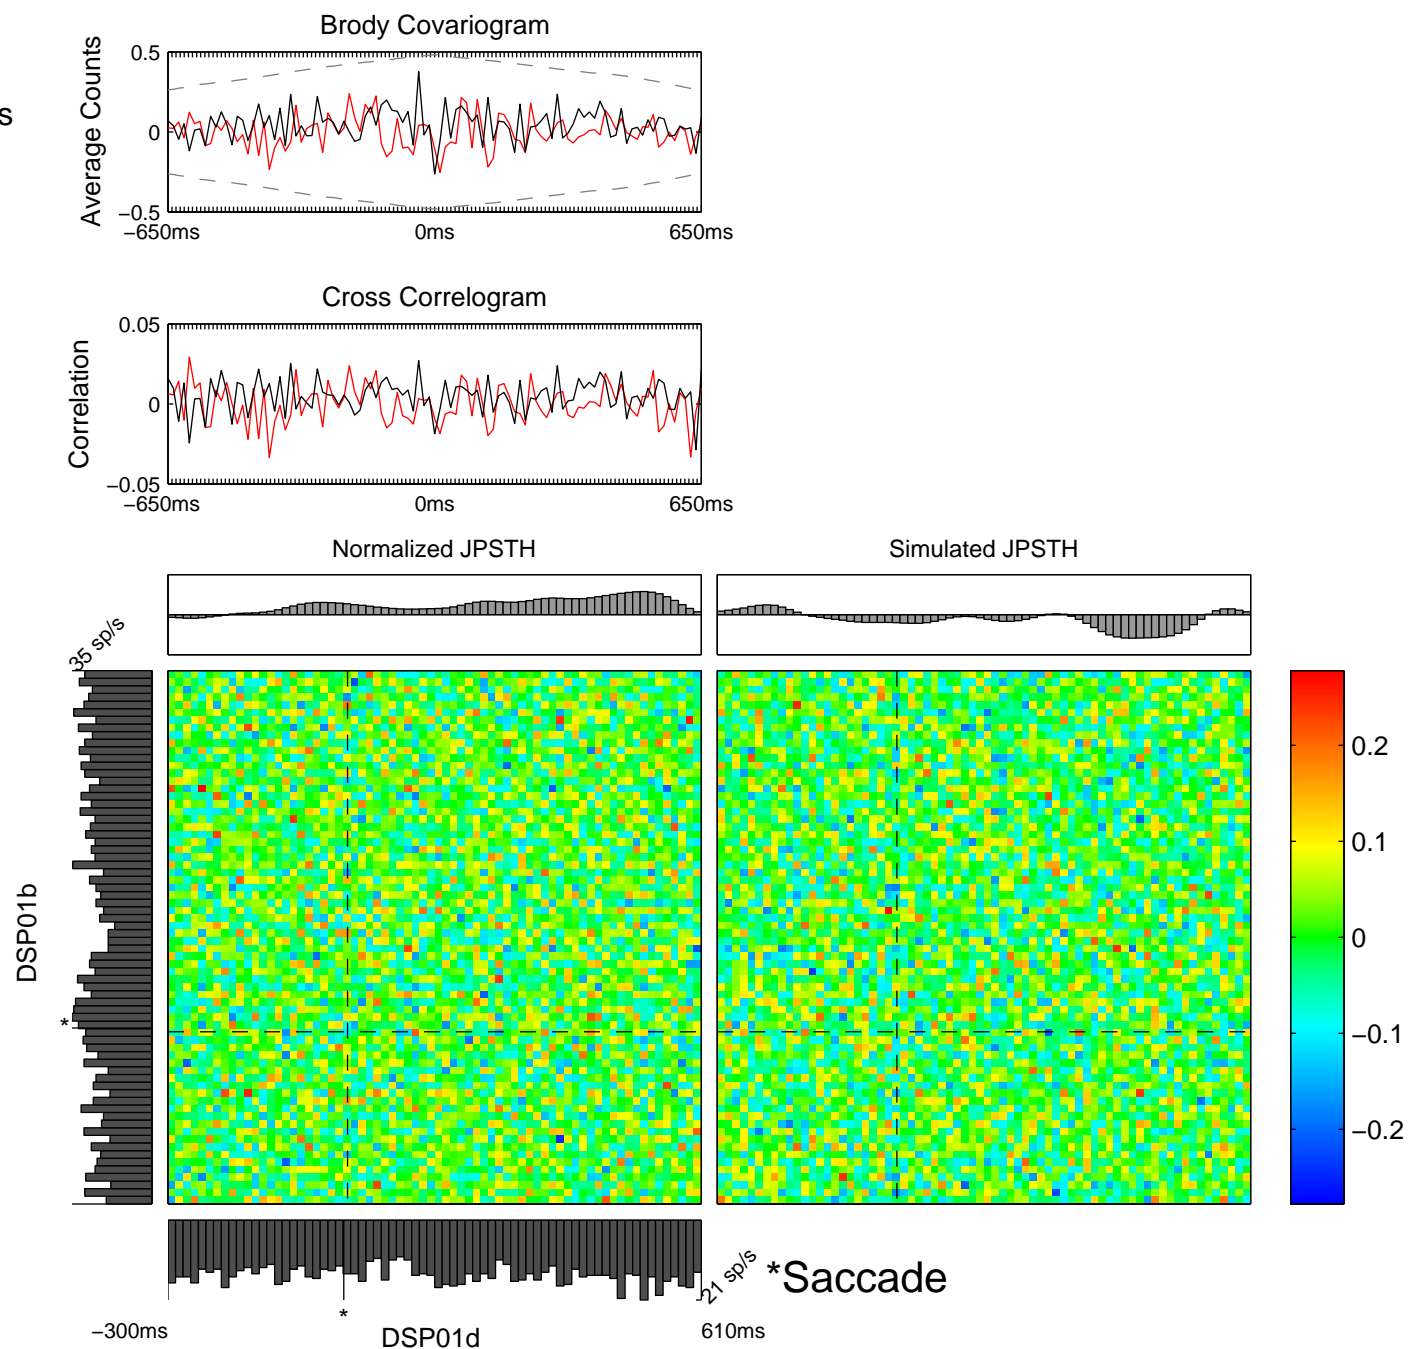 Brody Covariogram
Average Counts
0.5
0
−0.5
−650ms
0ms
650ms
s
Cross Correlogram
Correlation
0.05
0
−0.05
−650ms
0ms
650ms
Normalized JPSTH
Simulated JPSTH
35 sp/s
DSP01b
*
0.2
0.1
0
−0.1
−0.2
21 sp/s
*Saccade
*
−300ms
DSP01d
610ms